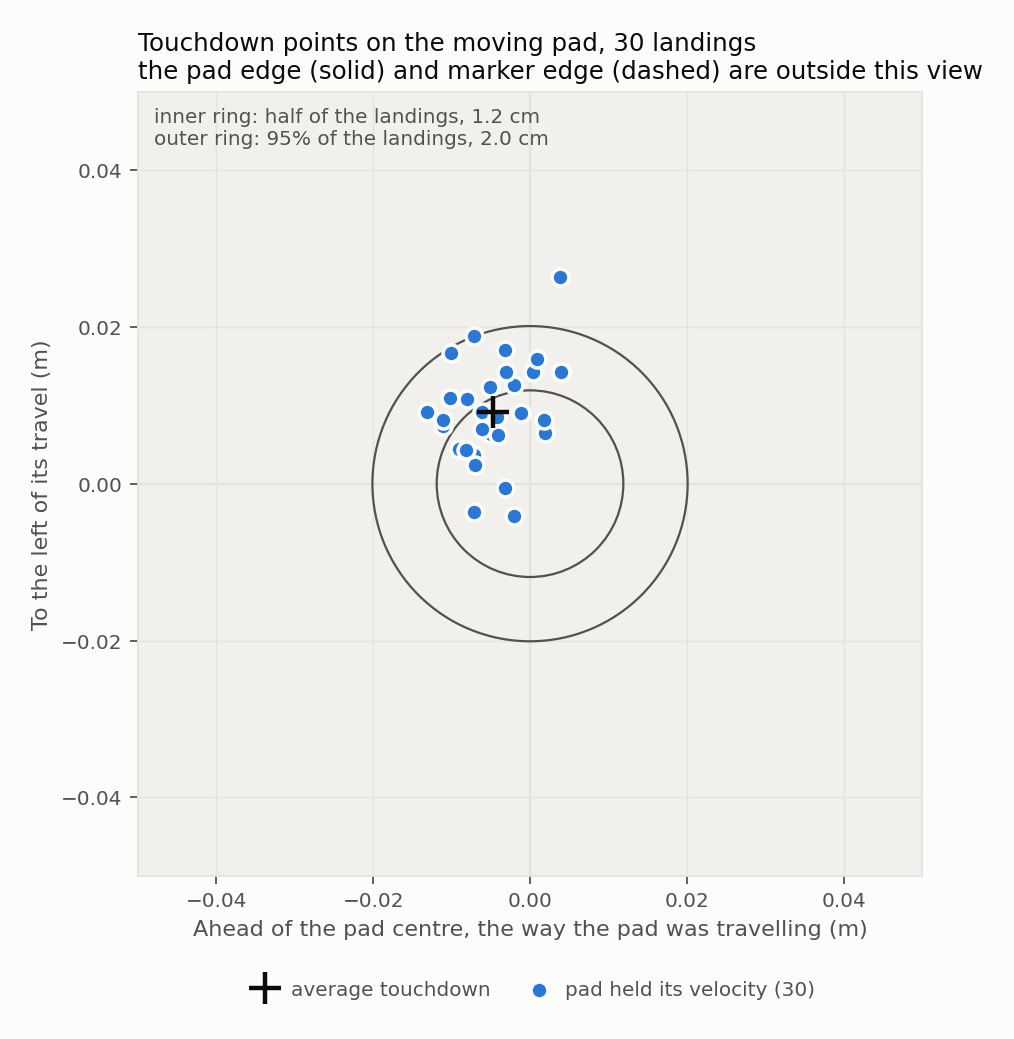 Touchdown points on the moving pad, 30 landings
the pad edge (solid) and marker edge (dashed) are outside this view
inner ring: half of the landings, 1.2 cm
outer ring: 95% of the landings, 2.0 cm
0.04
0.02
0.00
−0.02
−0.04
To the left of its travel (m)
−0.04
−0.02
0.00
0.02
0.04
Ahead of the pad centre, the way the pad was travelling (m)
average touchdown
pad held its velocity (30)